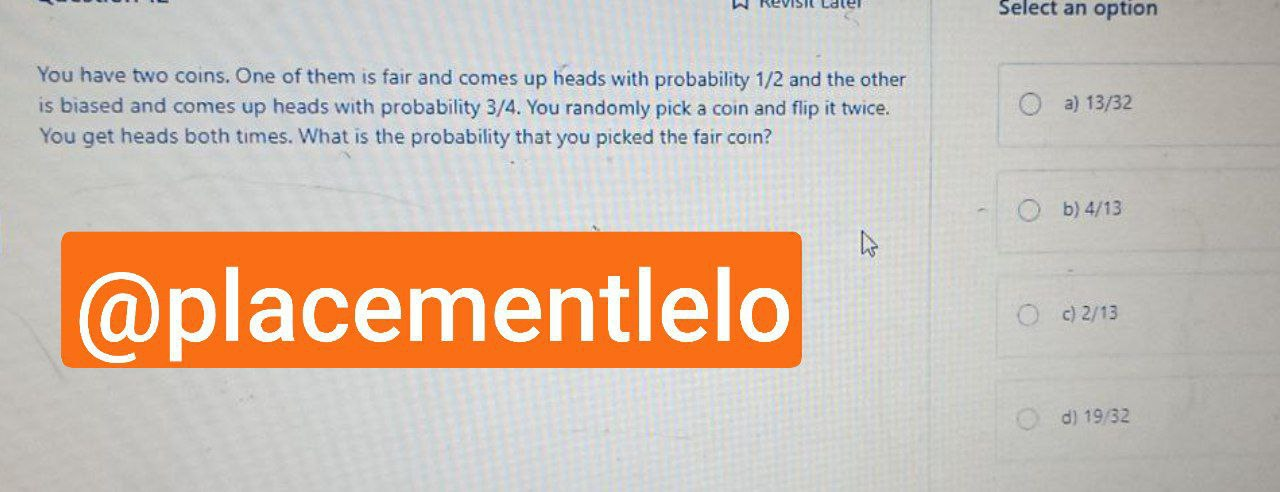 Revisit Later
Select an option
You have two coins. One of them is fair and comes up heads with probability 1/2 and the other
is biased and comes up heads with probability 3/4. You randomly pick a coin and flip it twice.
You get heads both times. What is the probability that you picked the fair coin?
a) 13/32
b) 4/13
c) 2/13
d) 19/32
@placementlelo